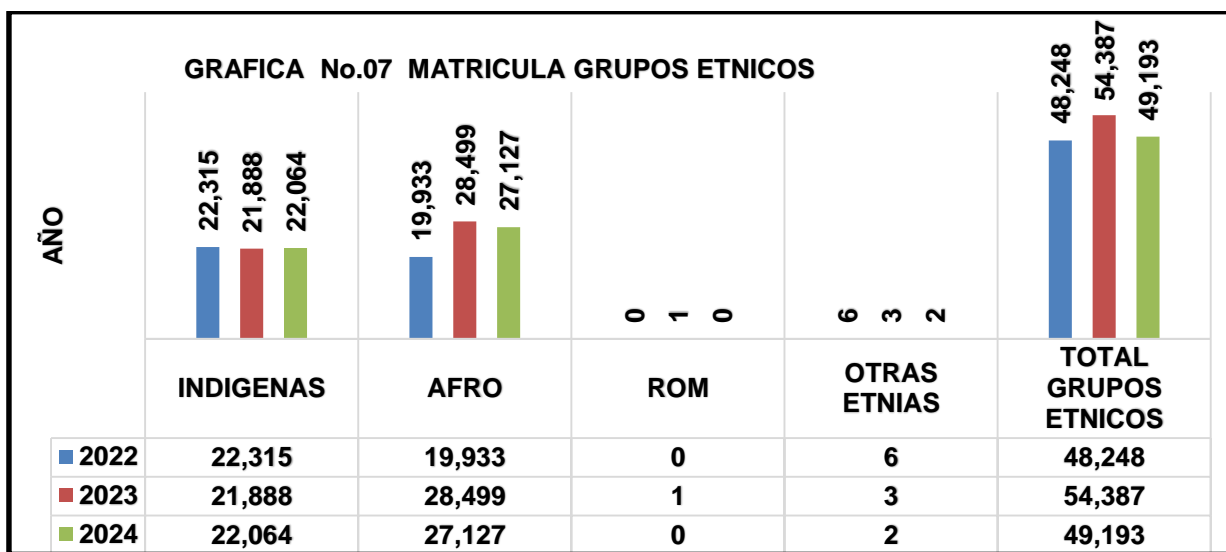 GRAFICA No.07 MATRICULA GRUPOS ETNICOS
AÑO
22,315 21,888 22,064
19,933 28,499 27,127
0 1 0
6 3 2
48,248 54,387 49,193
INDIGENAS AFRO ROM OTRAS ETNIAS TOTAL GRUPOS ETNICOS
2022 22,315 19,933 0 6 48,248
2023 21,888 28,499 1 3 54,387
2024 22,064 27,127 0 2 49,193